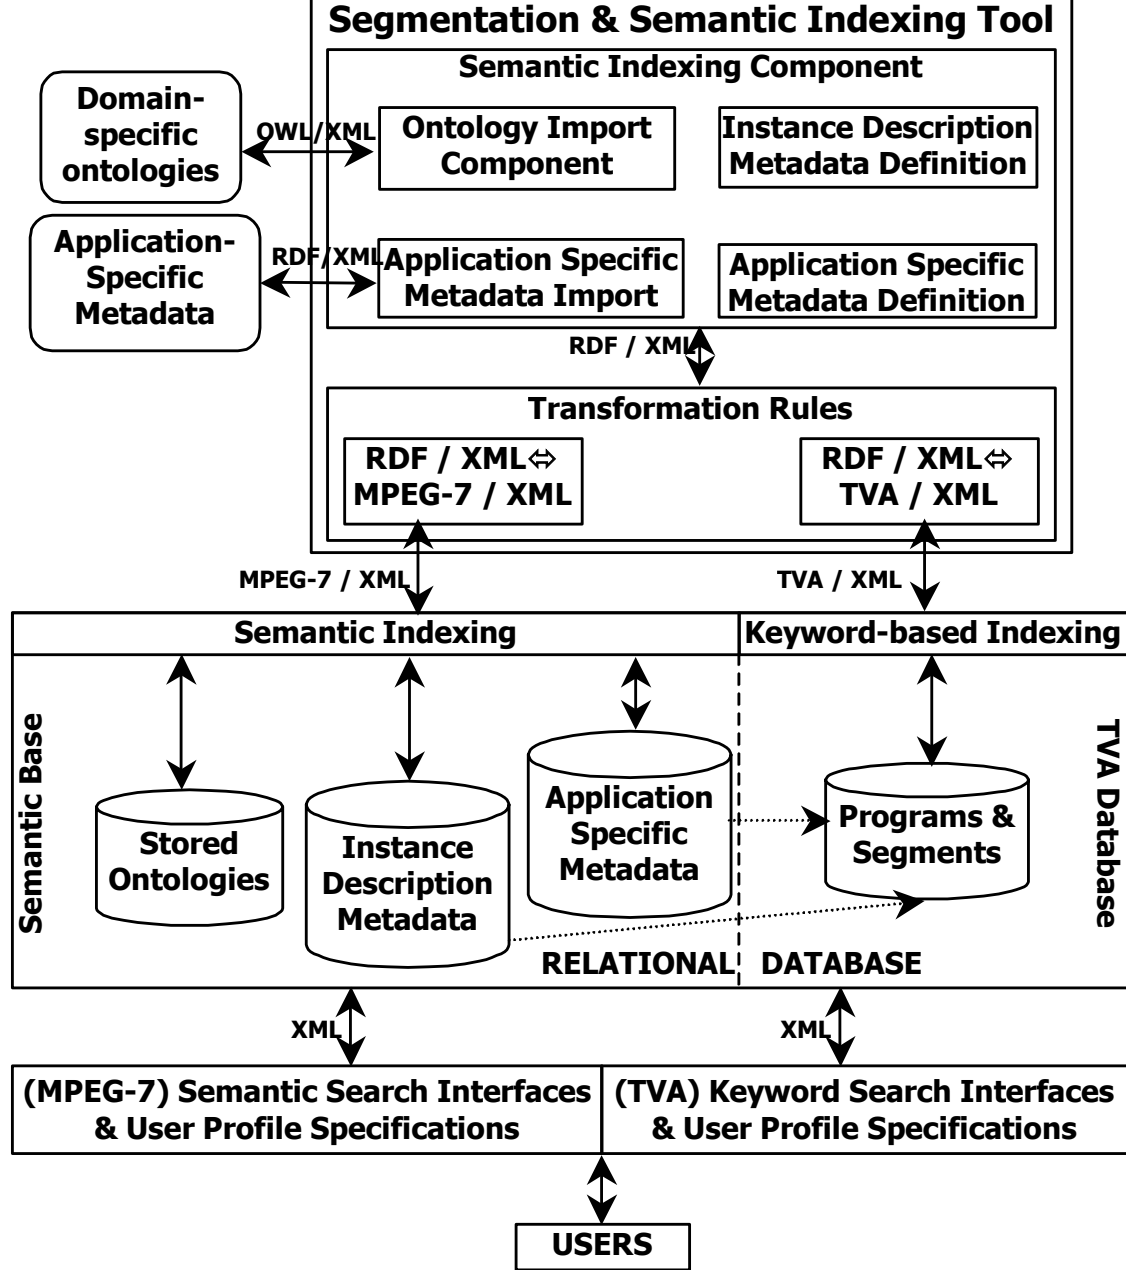 Segmentation & Semantic Indexing Tool
Semantic Indexing Component
Domain-
specific
ontologies
OWL/XML
Ontology Import
Component
Instance Description
Metadata Definition
Application-
Specific
Metadata
RDF/XML
Application Specific
Metadata Import
Application Specific
Metadata Definition
RDF / XML
Transformation Rules
RDF / XML⇔
MPEG-7 / XML
RDF / XML⇔
TVA / XML
MPEG-7 / XML
TVA / XML
Semantic Indexing
Keyword-based Indexing
Semantic Base
Stored
Ontologies
Instance
Description
Metadata
Application
Specific
Metadata
Programs &
Segments
TVA Database
RELATIONAL DATABASE
XML
XML
(MPEG-7) Semantic Search Interfaces
& User Profile Specifications
(TVA) Keyword Search Interfaces
& User Profile Specifications
USERS